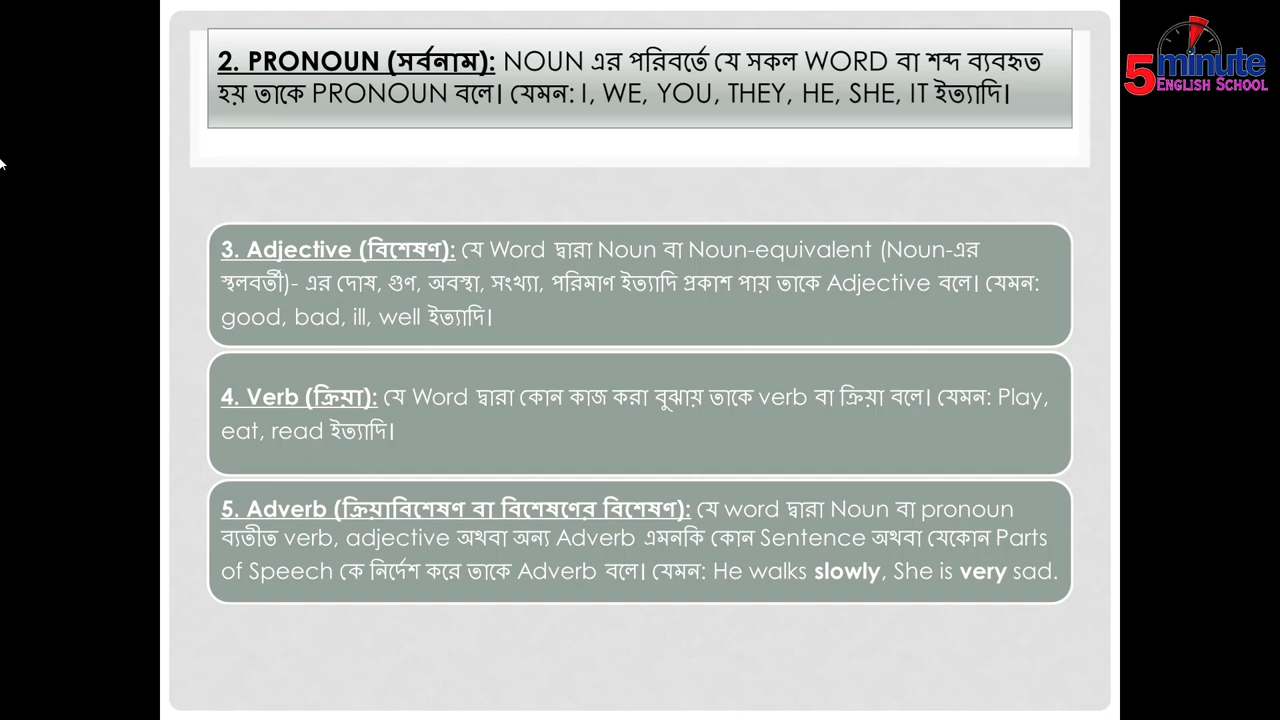 2. PRONOUN (সর্বনাম): NOUN এর পরিবর্তে যে সকল WORD বা শব্দ ব্যবহৃত
হয় তাকে PRONOUN বলে। যেমন: I, WE, YOU, THEY, HE, SHE, IT ইত্যাদি।
5 minute
ENGLISH SCHOOL
3. Adjective (বিশেষণ): যে Word দ্বারা Noun বা Noun-equivalent (Noun-এর
স্থলবর্তী)- এর দোষ, গুণ, অবস্থা, সংখ্যা, পরিমাণ ইত্যাদি প্রকাশ পায় তাকে Adjective বলে। যেমন:
good, bad, ill, well ইত্যাদি।
4. Verb (ক্রিয়া): যে Word দ্বারা কোন কাজ করা বুঝায় তাকে verb বা ক্রিয়া বলে। যেমন: Play,
eat, read ইত্যাদি।
5. Adverb (ক্রিয়াবিশেষণ বা বিশেষণের বিশেষণ): যে word দ্বারা Noun বা pronoun
ব্যতীত verb, adjective অথবা অন্য Adverb এমনকি কোন Sentence অথবা যেকোন Parts
of Speech কে নির্দেশ করে তাকে Adverb বলে। যেমন: He walks slowly, She is very sad.